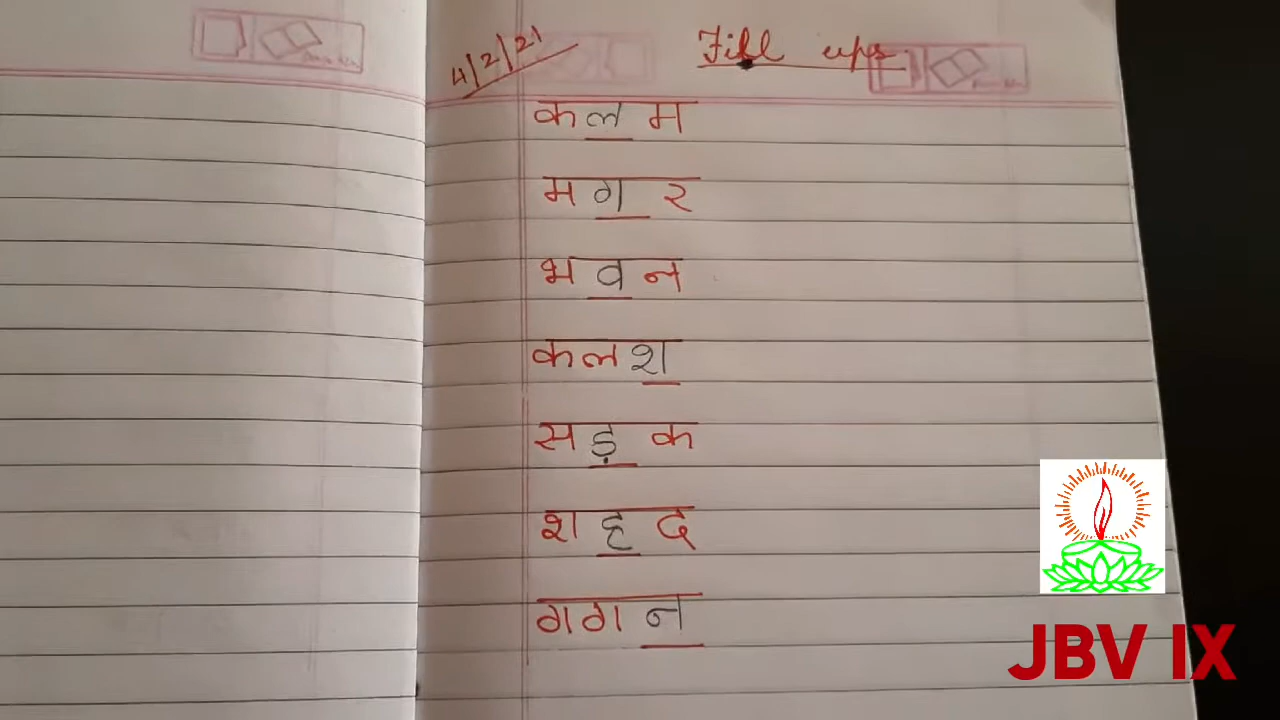 4/2/21
Fill ups
कलम
मगर
भवन
कलश
सड़क
शहद
गगन
JBV IX